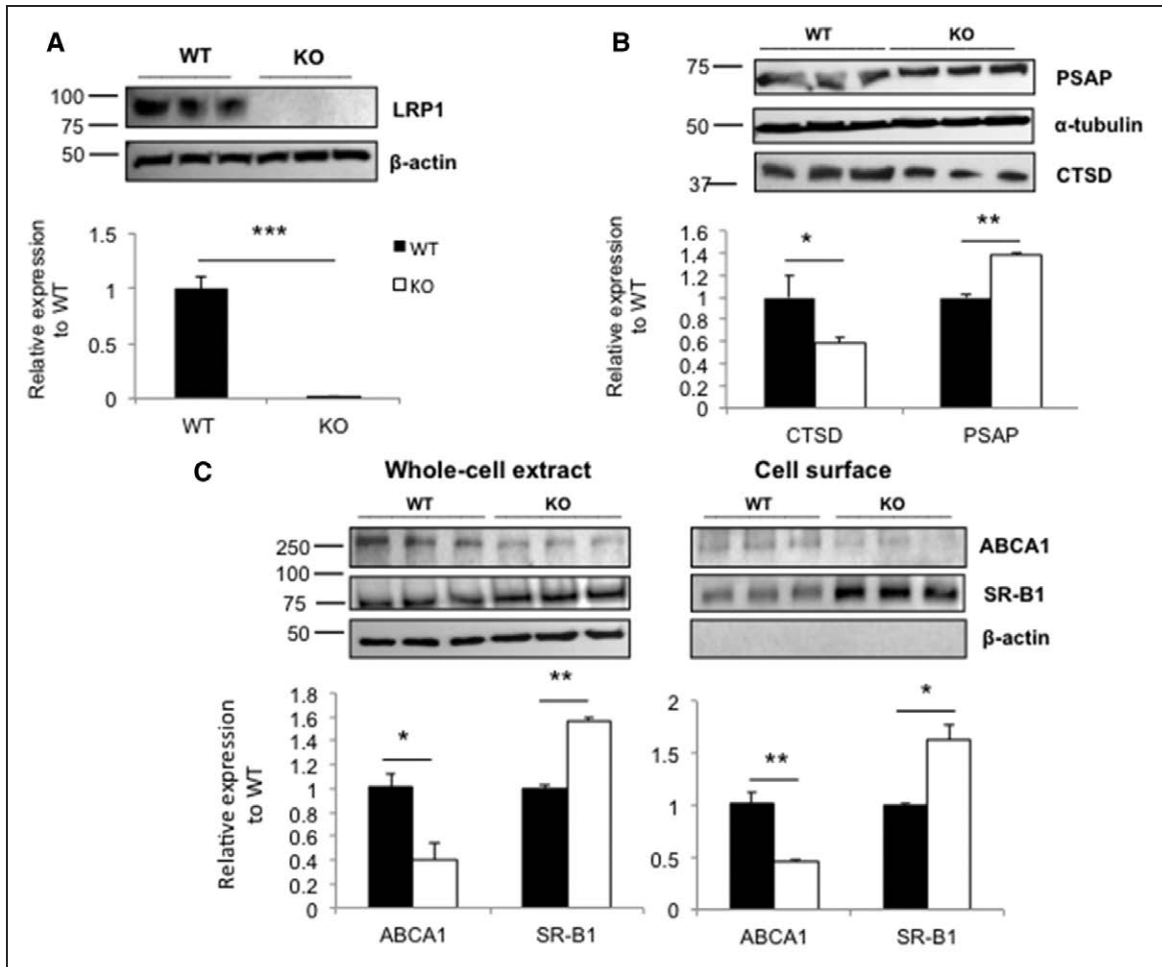 A
WT KO
100
75
50
LRP1
β-actin
Relative expression
to WT
1.5
1
0.5
0
***
WT
KO
WT KO
B
WT KO
75
50
37
PSAP
α-tubulin
CTSD
Relative expression
to WT
1.6
1.4
1.2
1
0.8
0.6
0.4
0.2
0
*
**
CTSD PSAP
C
Whole-cell extract Cell surface
WT KO WT KO
250
100
75
50
ABCA1
SR-B1
β-actin
Relative expression
to WT
1.8
1.6
1.4
1.2
1
0.8
0.6
0.4
0.2
0
*
**
ABCA1 SR-B1
2
1.5
1
0.5
0
**
*
ABCA1 SR-B1